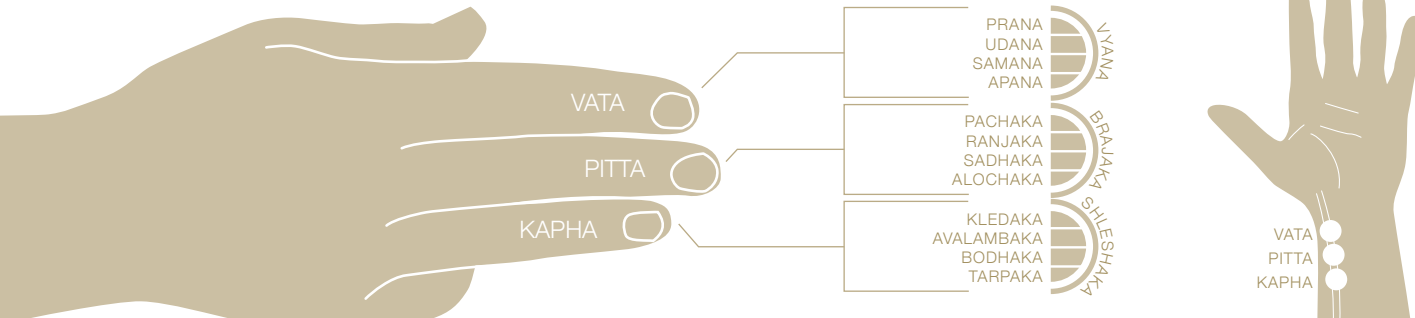 VATA
PITTA
KAPHA
PRANA
UDANA
SAMANA
APANA
VYANA
PACHAKA
RANJAKA
SADHAKA
ALOCHAKA
BRAJAKA
KLEDAKA
AVALAMBAKA
BODHAKA
TARPAKA
SHLESHAKA
VATA
PITTA
KAPHA